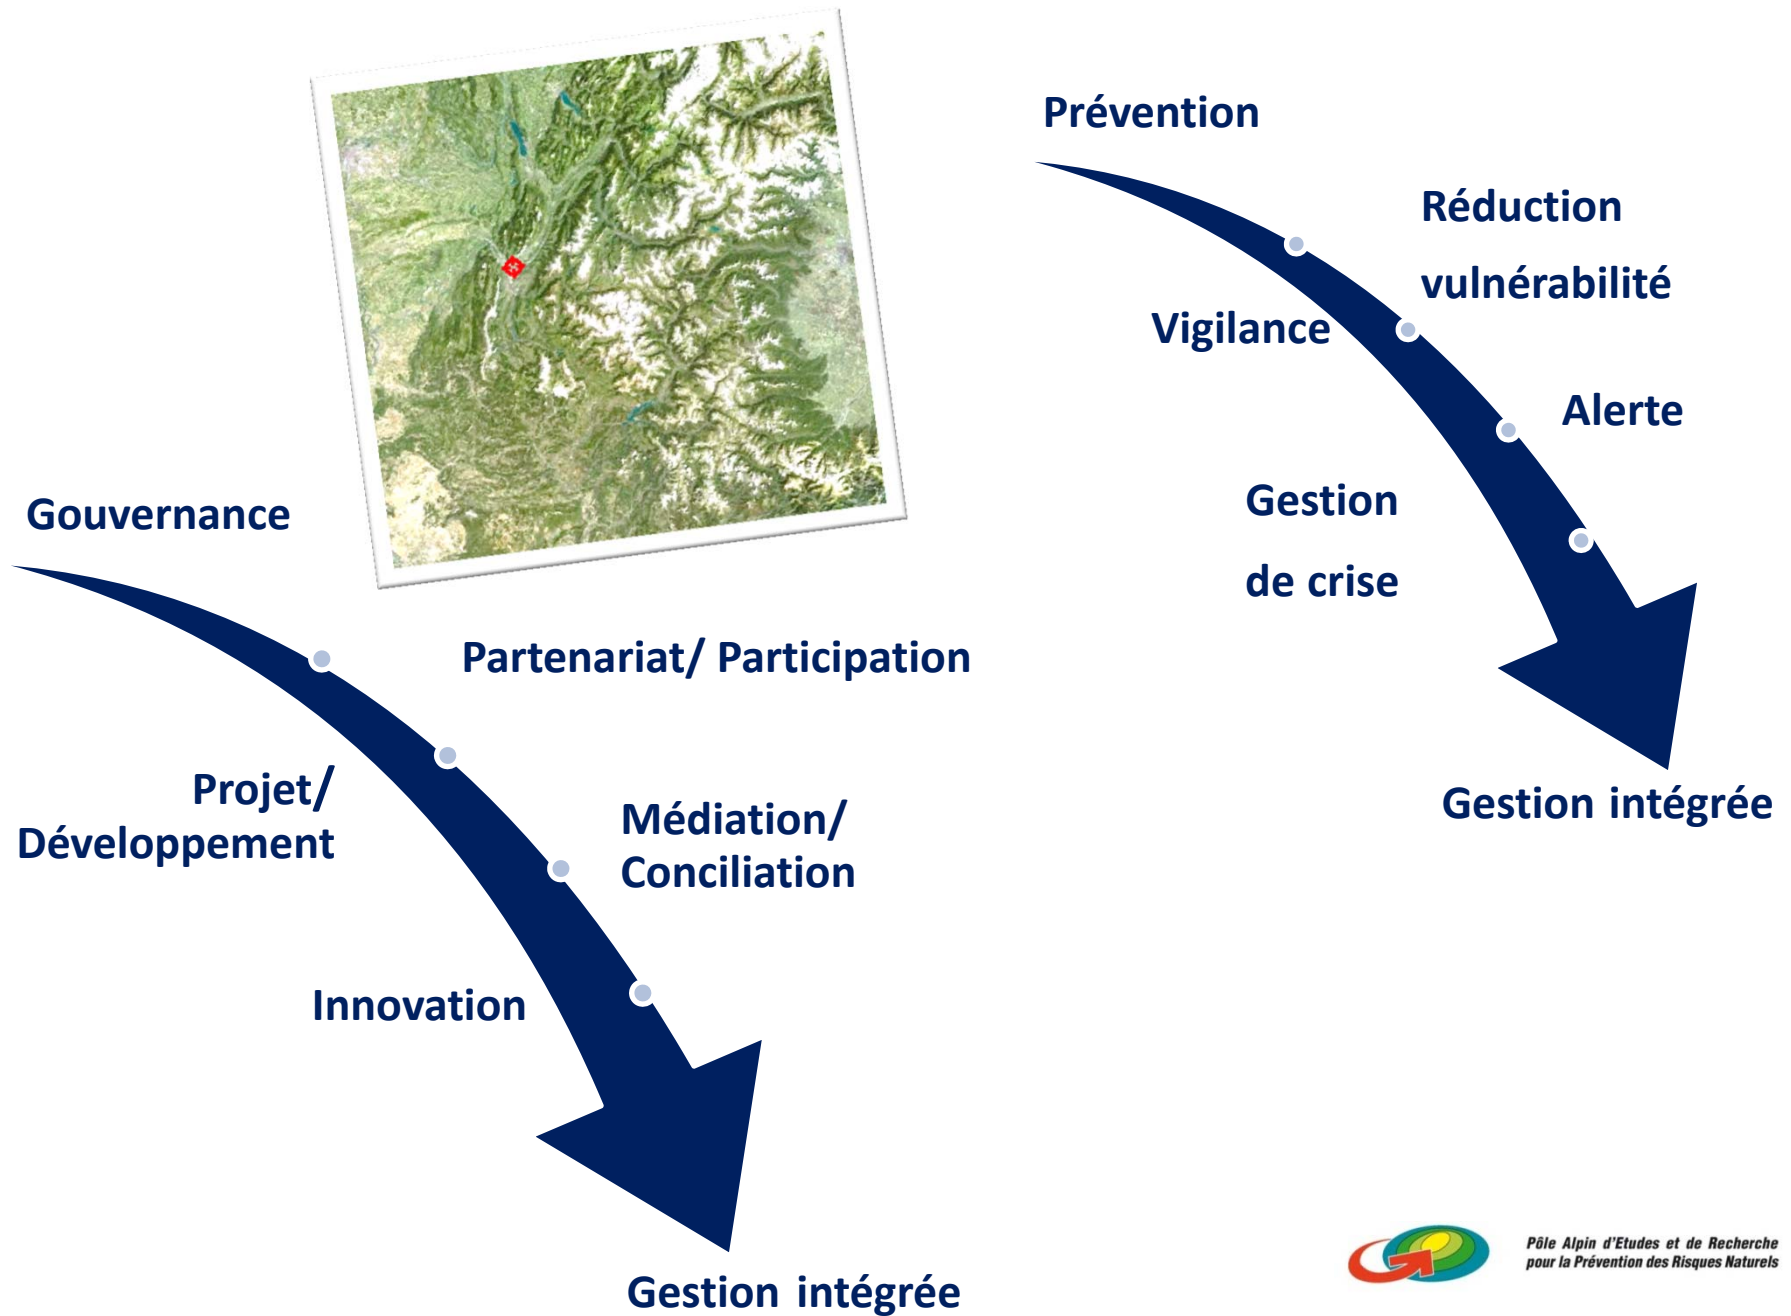 Prévention
Réduction
vulnérabilité
Vigilance
Alerte
Gestion
de crise
Gestion intégrée
Gouvernance
Partenariat/ Participation
Projet/
Développement
Médiation/
Conciliation
Innovation
Gestion intégrée
Pôle Alpin d'Etudes et de Recherche
pour la Prévention des Risques Naturels